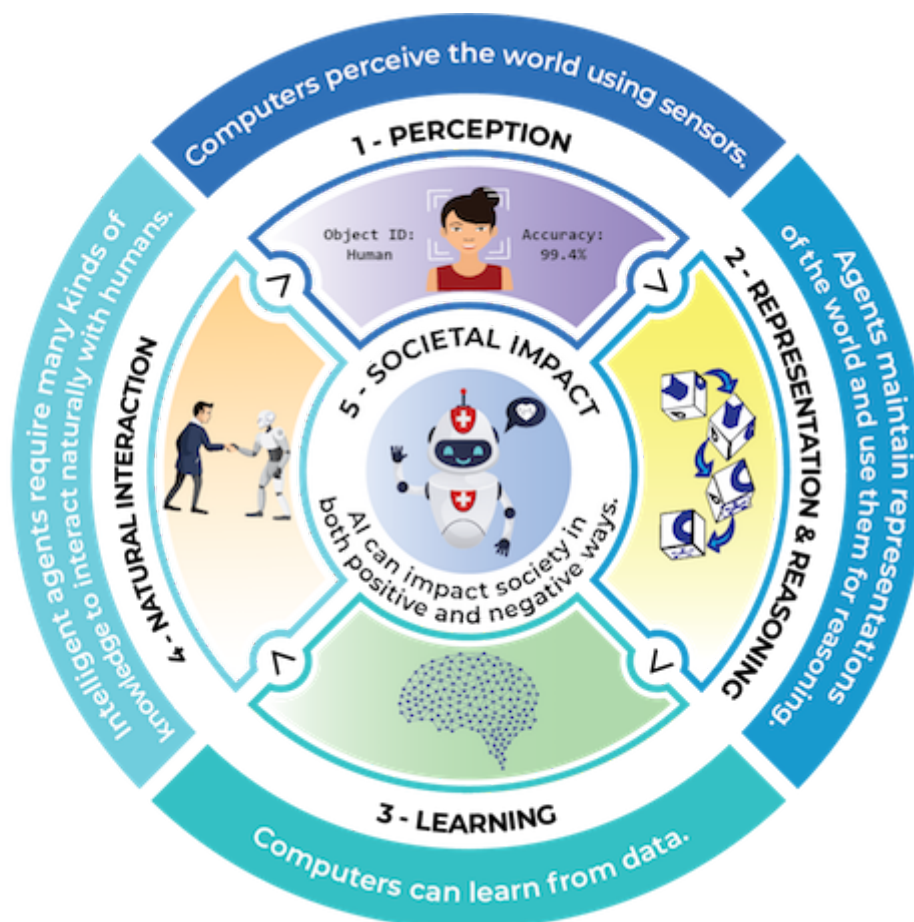 Computers perceive the world using sensors.
1 - PERCEPTION
Object ID:
Human
Accuracy:
99.4%
2 - REPRESENTATION & REASONING
Agents maintain representations
of the world and use them for reasoning.
3 - LEARNING
Computers can learn from data.
4 - NATURAL INTERACTION
Intelligent agents require many kinds of
knowledge to interact naturally with humans.
5 - SOCIETAL IMPACT
AI can impact society in
both positive and negative ways.